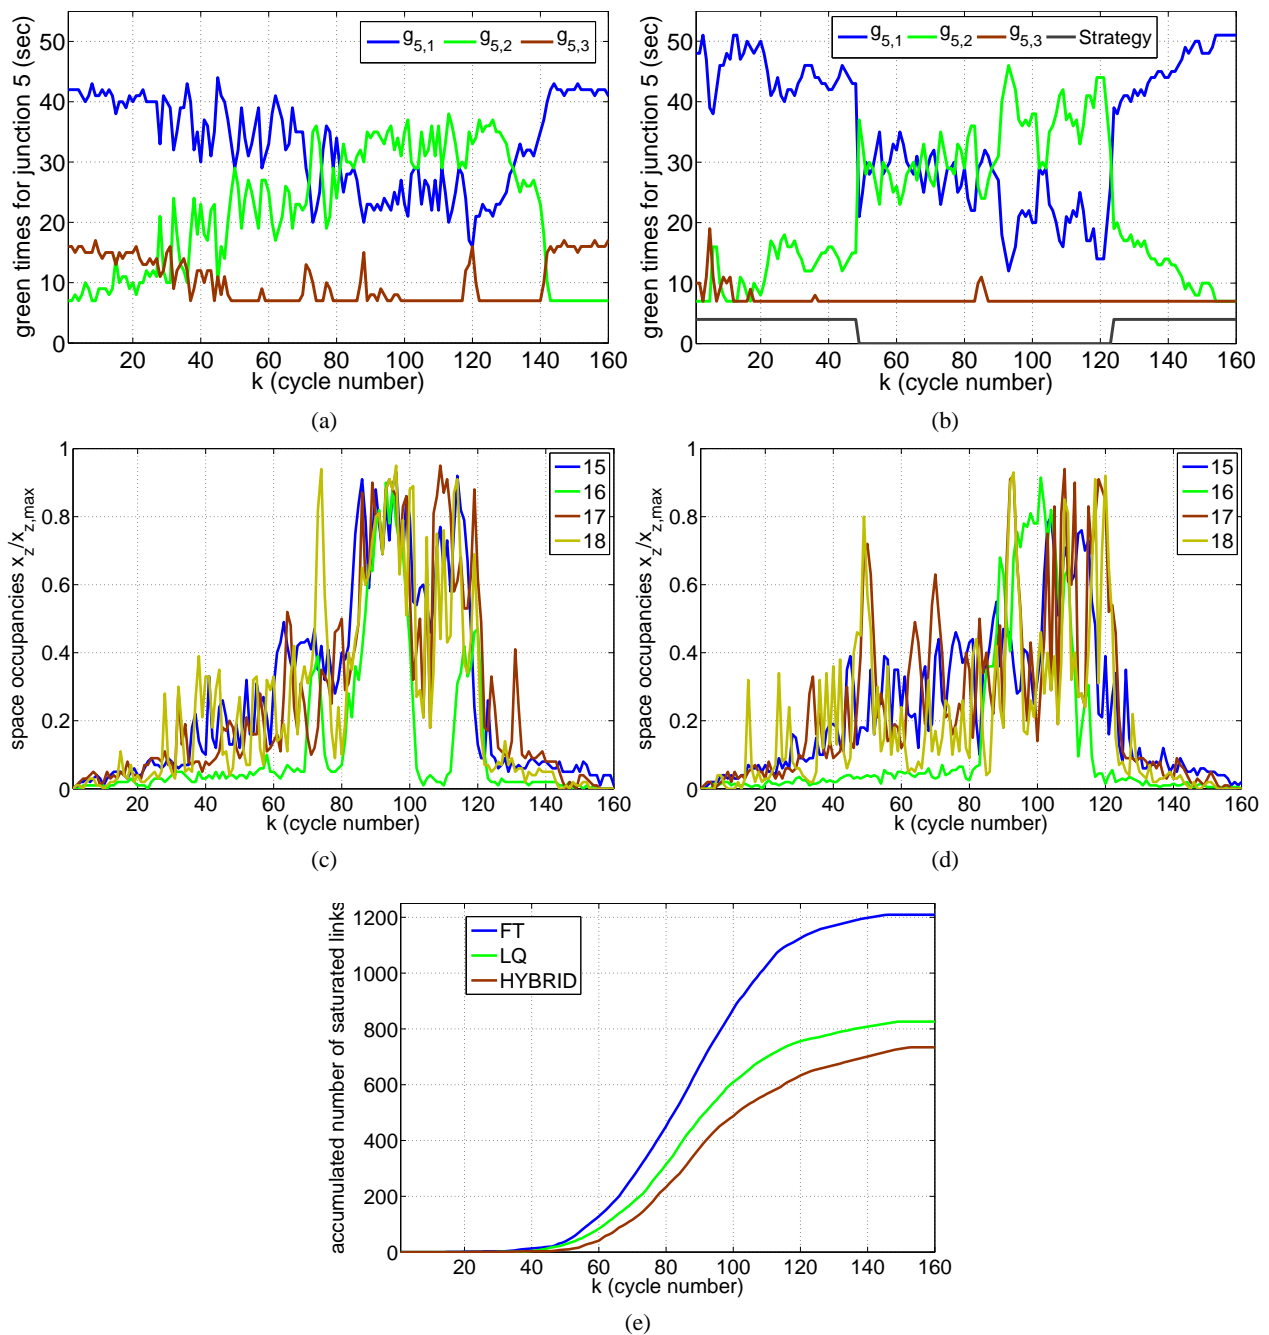 green times for junction 5 (sec)
50
40
30
20
10
0
g5,1 g5,2 g5,3
20 40 60 80 100 120 140 160
k (cycle number)
(a)
green times for junction 5 (sec)
50
40
30
20
10
0
g5,1 g5,2 g5,3 Strategy
20 40 60 80 100 120 140 160
k (cycle number)
(b)
space occupancies xz/xz,max
1
0.8
0.6
0.4
0.2
0
15
16
17
18
20 40 60 80 100 120 140 160
k (cycle number)
(c)
space occupancies xz/xz,max
1
0.8
0.6
0.4
0.2
0
15
16
17
18
20 40 60 80 100 120 140 160
k (cycle number)
(d)
accumulated number of saturated links
1200
1000
800
600
400
200
0
FT
LQ
HYBRID
20 40 60 80 100 120 140 160
k (cycle number)
(e)